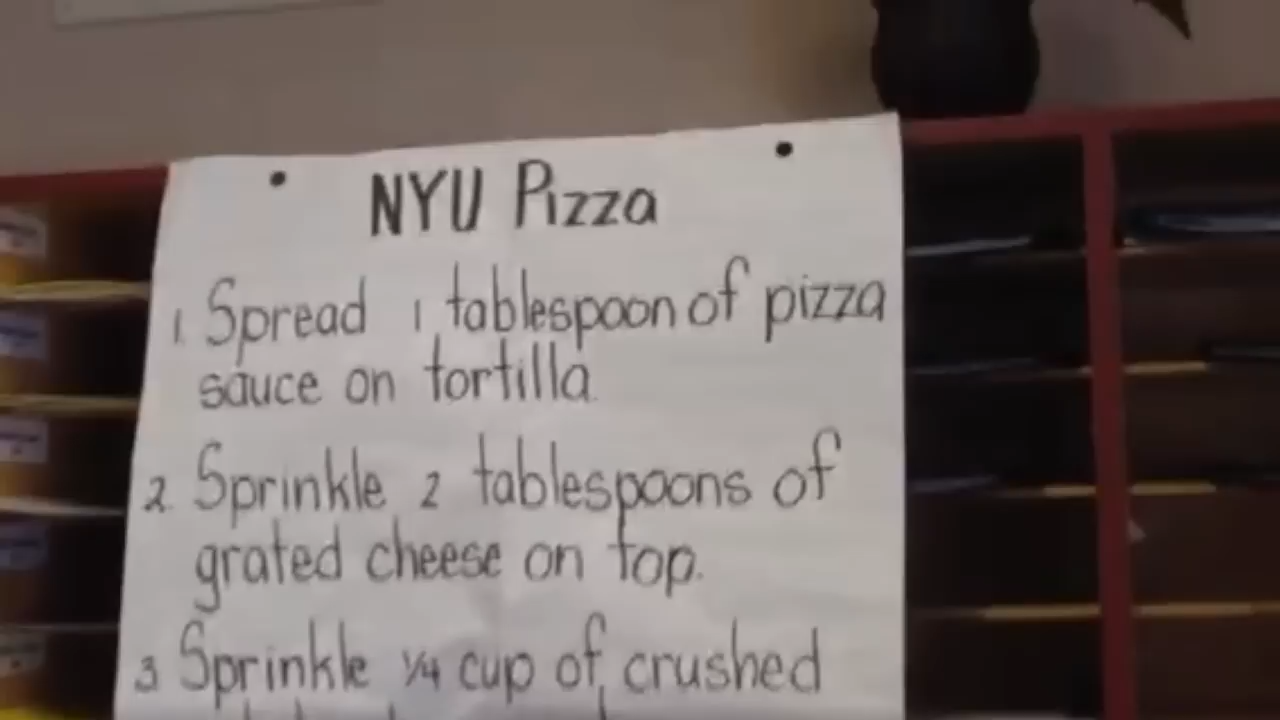 NYU Pizza
1. Spread 1 tablespoon of pizza
sauce on tortilla.
2. Sprinkle 2 tablespoons of
grated cheese on top.
3 Sprinkle 1/4 cup of crushed